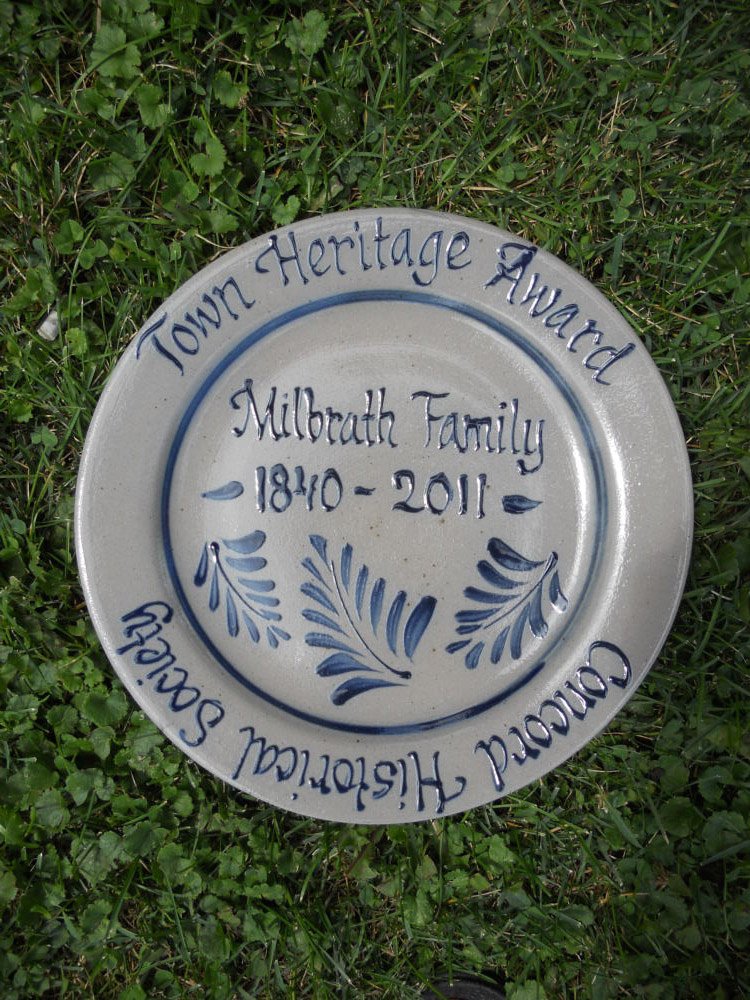 Town Heritage Award
Milbrath Family
1840 - 2011
Concord Historical Society